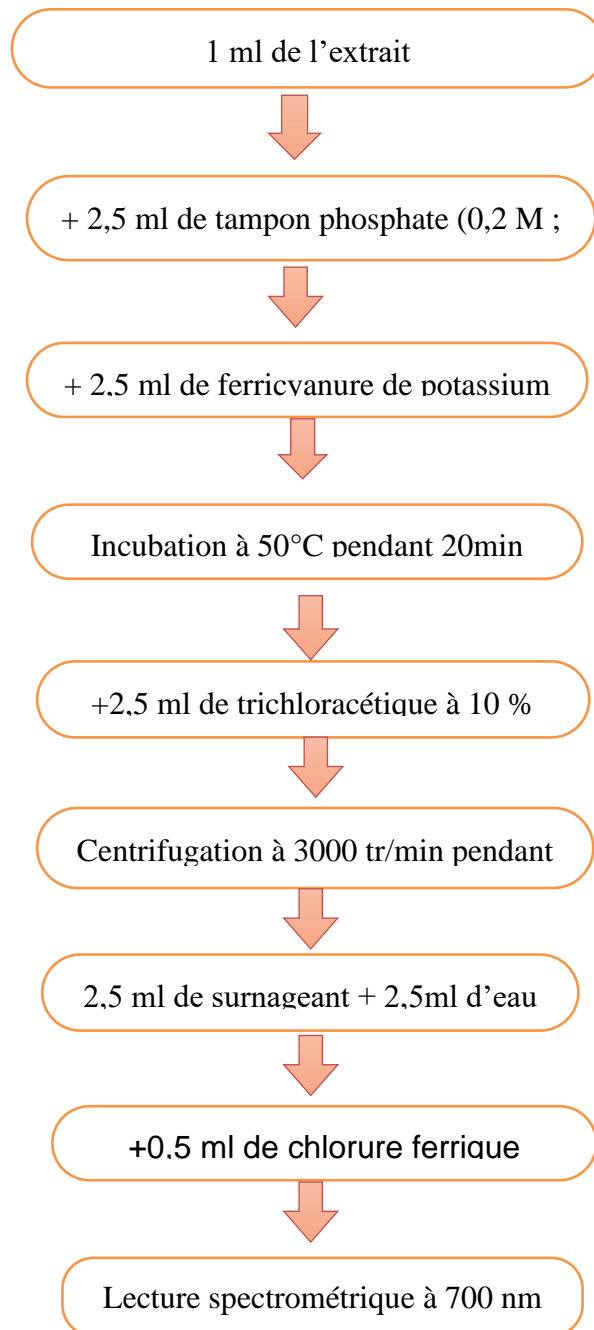 1 ml de l’extrait
+ 2,5 ml de tampon phosphate (0,2 M ;
+ 2,5 ml de ferricyanure de potassium
Incubation à 50°C pendant 20min
+2,5 ml de trichloracétique à 10 %
Centrifugation à 3000 tr/min pendant
2,5 ml de surnageant + 2,5ml d’eau
+0,5 ml de chlorure ferrique
Lecture spectrométrique à 700 nm